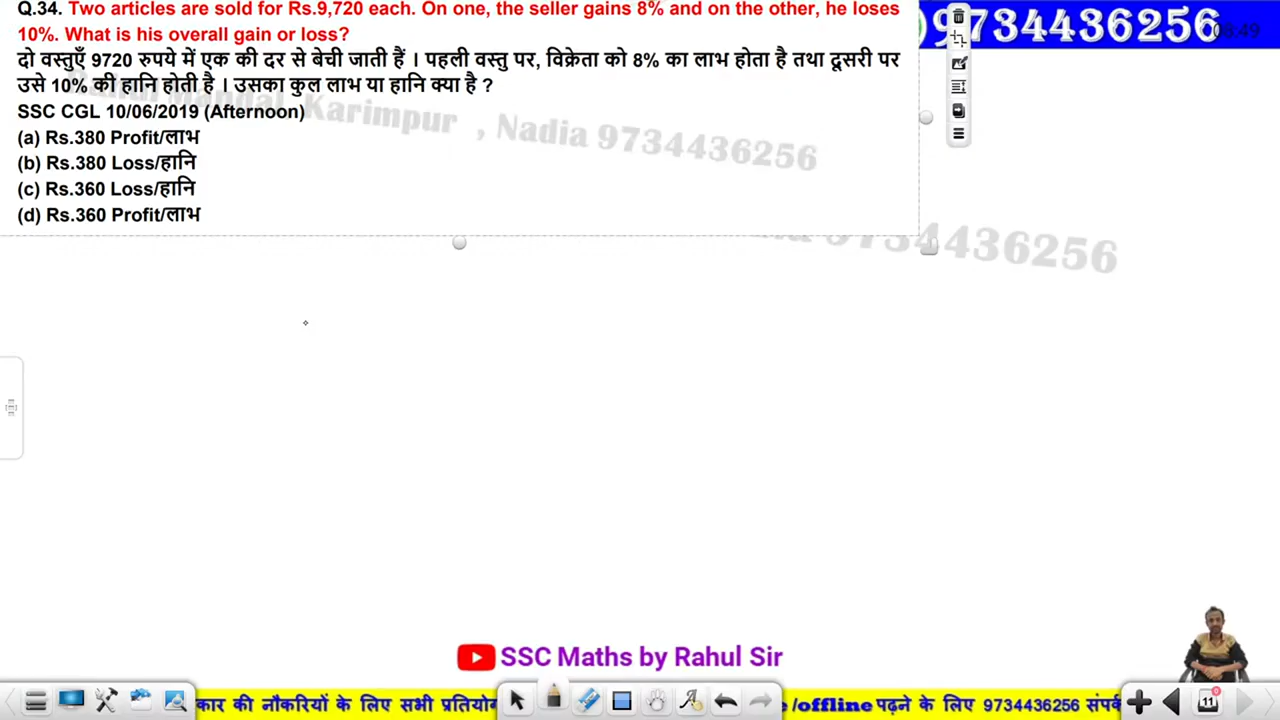 Q.34. Two articles are sold for Rs.9,720 each. On one, the seller gains 8% and on the other, he loses
10%. What is his overall gain or loss?
दो वस्तुएँ 9720 रुपये में एक की दर से बेची जाती हैं । पहली वस्तु पर, विक्रेता को 8% का लाभ होता है तथा दूसरी पर
उसे 10% की हानि होती है । उसका कुल लाभ या हानि क्या है ?
SSC CGL 10/06/2019 (Afternoon)
(a) Rs.380 Profit/लाभ
(b) Rs.380 Loss/हानि
(c) Rs.360 Loss/हानि
(d) Rs.360 Profit/लाभ
)9734436256
Mandal, Karimpur , Nadia 9734436256
9734436256
SSC Maths by Rahul Sir
कार की नौकरियों के लिए सभी प्रतियोग
/offline पढ़ने के लिए 9734436256 संपर्क
11